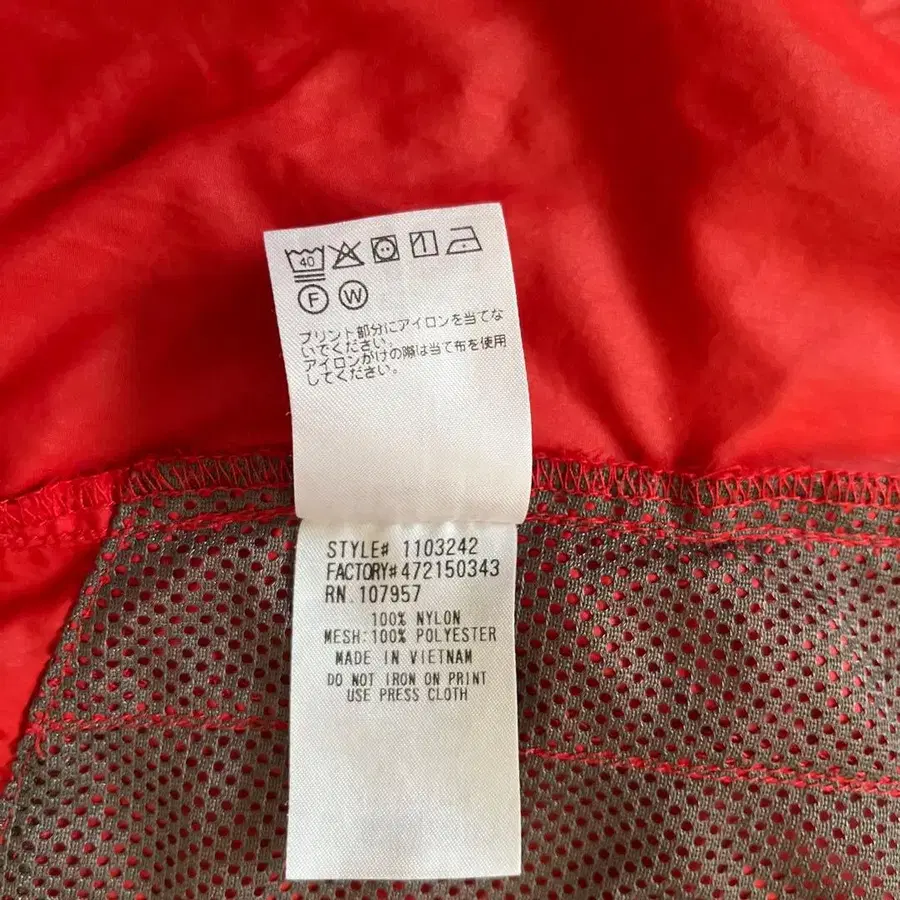 40
F W
プリント部分にアイロンを当てな
いでください。
アイロンがけの際は当て布を使用
してください。
STYLE# 1103242
FACTORY#472150343
RN.107957
100% NYLON
MESH:100% POLYESTER
MADE IN VIETNAM
DO NOT IRON ON PRINT
USE PRESS CLOTH